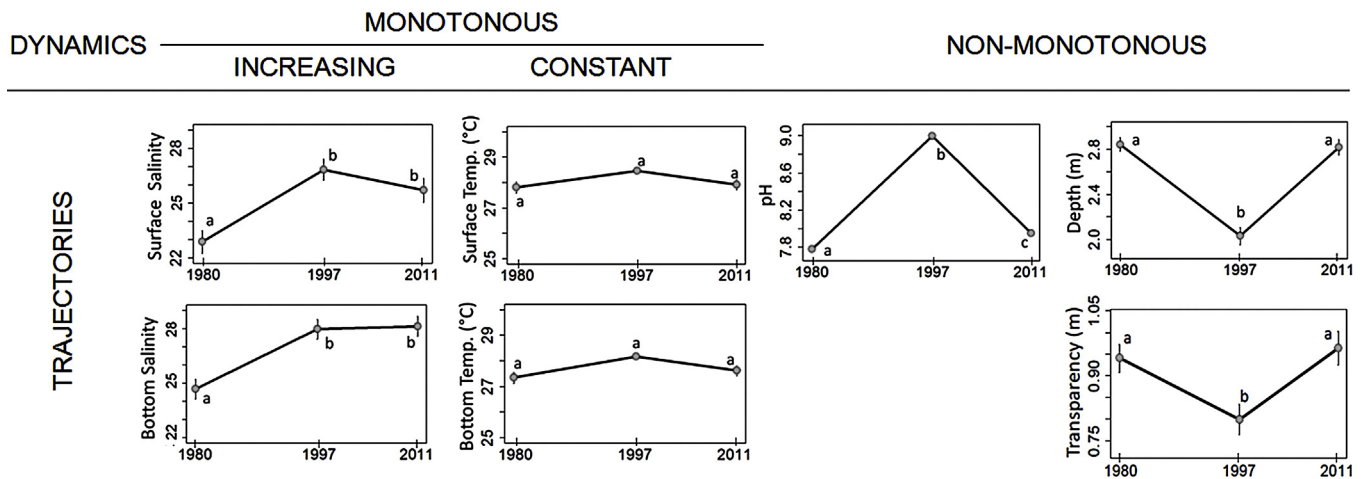 DYNAMICS
MONOTONOUS
INCREASING
CONSTANT
NON-MONOTONOUS
TRAJECTORIES
Surface Salinity
28
25
22
a
b
b
1980
1997
2011
Surface Temp. (°C)
29
27
25
a
a
a
1980
1997
2011
pH
9.0
8.6
8.2
7.8
a
b
c
1980
1997
2011
Depth (m)
2.8
2.4
2.0
a
b
a
1980
1997
2011
Bottom Salinity
28
25
22
a
b
b
1980
1997
2011
Bottom Temp. (°C)
29
27
25
a
a
a
1980
1997
2011
Transparency (m)
1.05
0.90
0.75
a
b
a
1980
1997
2011